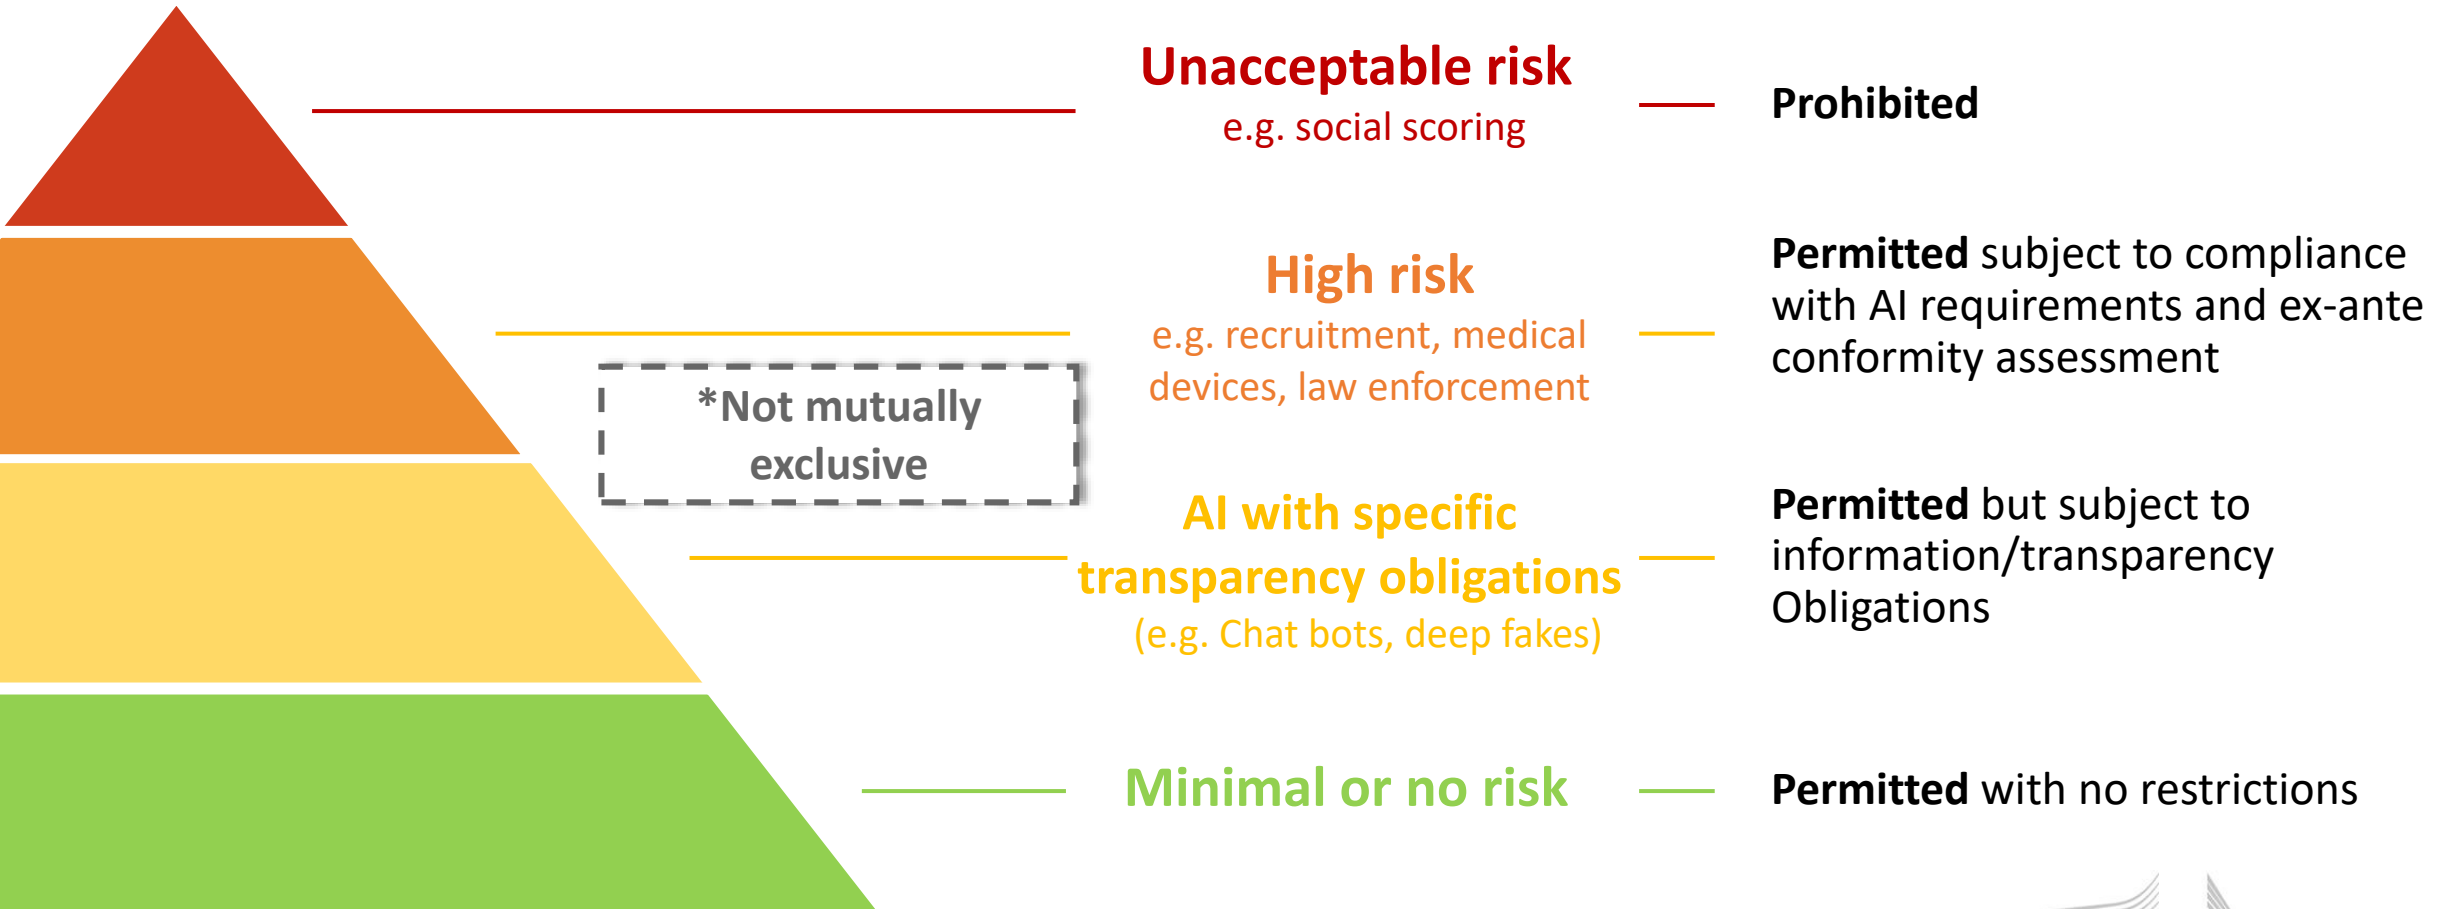 Unacceptable risk
e.g. social scoring
Prohibited
High risk
e.g. recruitment, medical
devices, law enforcement
Permitted subject to compliance
with AI requirements and ex-ante
conformity assessment
*Not mutually
exclusive
AI with specific
transparency obligations
(e.g. Chat bots, deep fakes)
Permitted but subject to
information/transparency
Obligations
Minimal or no risk
Permitted with no restrictions